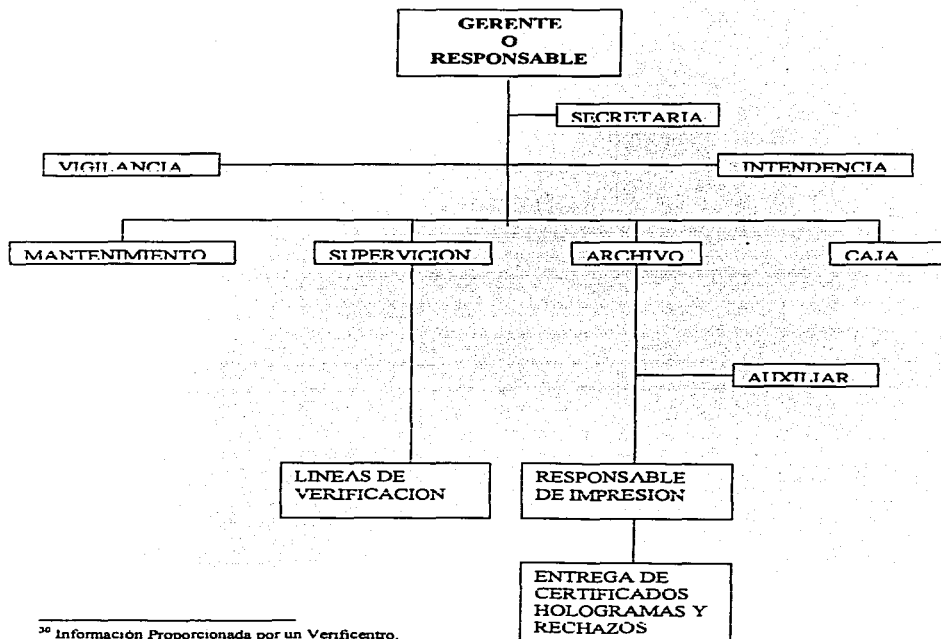 GERENTE
O
RESPONSABLE
SECRETARIA
VIGILANCIA
INTENDENCIA
MANTENIMIENTO
SUPERVICION
ARCHIVO
CAJA
AUXILIAR
LINEAS DE
VERIFICACION
RESPONSABLE
DE IMPRESION
ENTREGA DE
CERTIFICADOS
HOLOGRAMAS Y
RECHAZOS
30 Información Proporcionada por un Verificentro.